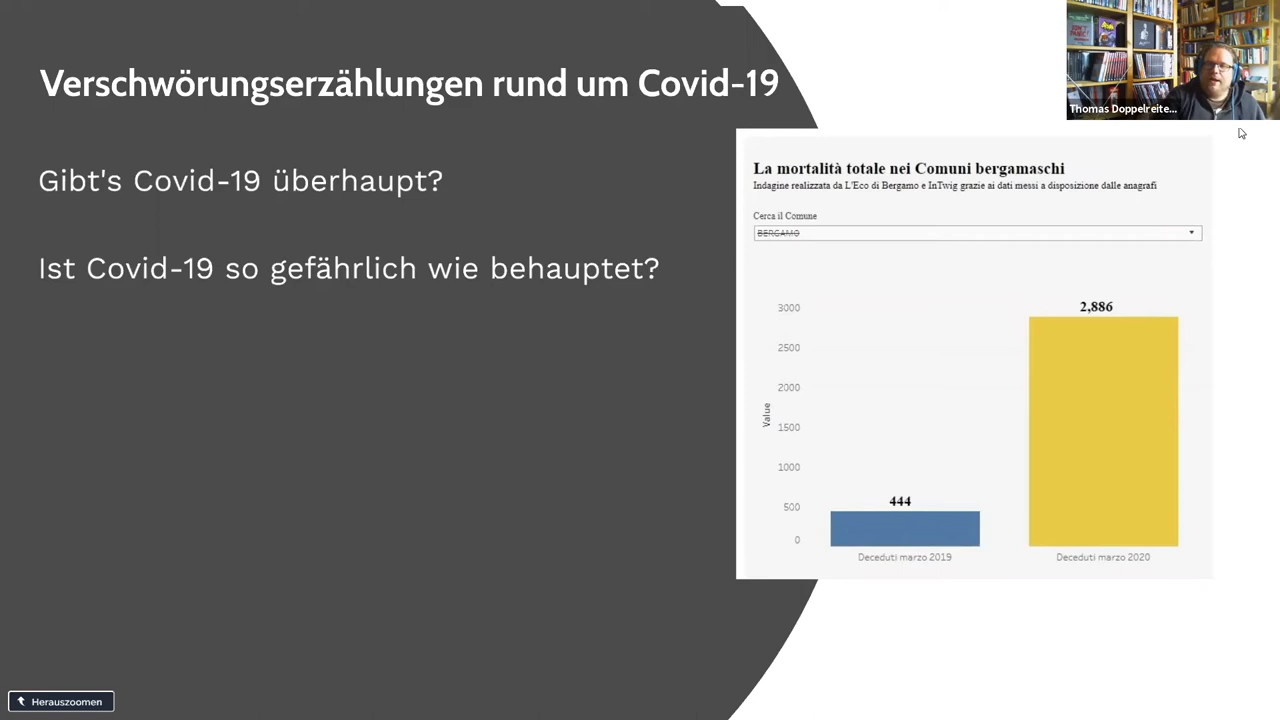 Verschwörungserzählungen rund um Covid-19
Gibt's Covid-19 überhaupt?
Ist Covid-19 so gefährlich wie behauptet?
Thomas Doppelreite...
La mortalità totale nei Comuni bergamaschi
Indagine realizzata da L'Eco di Bergamo e InTwig grazie ai dati messi a disposizione dalle anagrafi
Cerca il Comune
BERGAMO
3000
2500
2000
1500
1000
500
0
Value
444
2,886
Deceduti marzo 2019
Deceduti marzo 2020
Herauszoomen